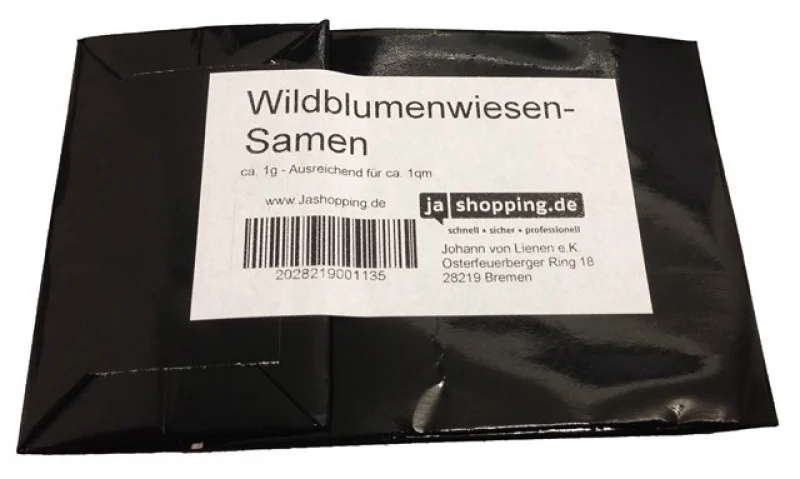 Wildblumenwiesen-
Samen
ca. 1g - Ausreichend für ca. 1qm
www.Jashopping.de
ja shopping.de
schnell • sicher • professionell
2028219001135
Johann von Lienen e.K.
Osterfeuerberger Ring 18
28219 Bremen